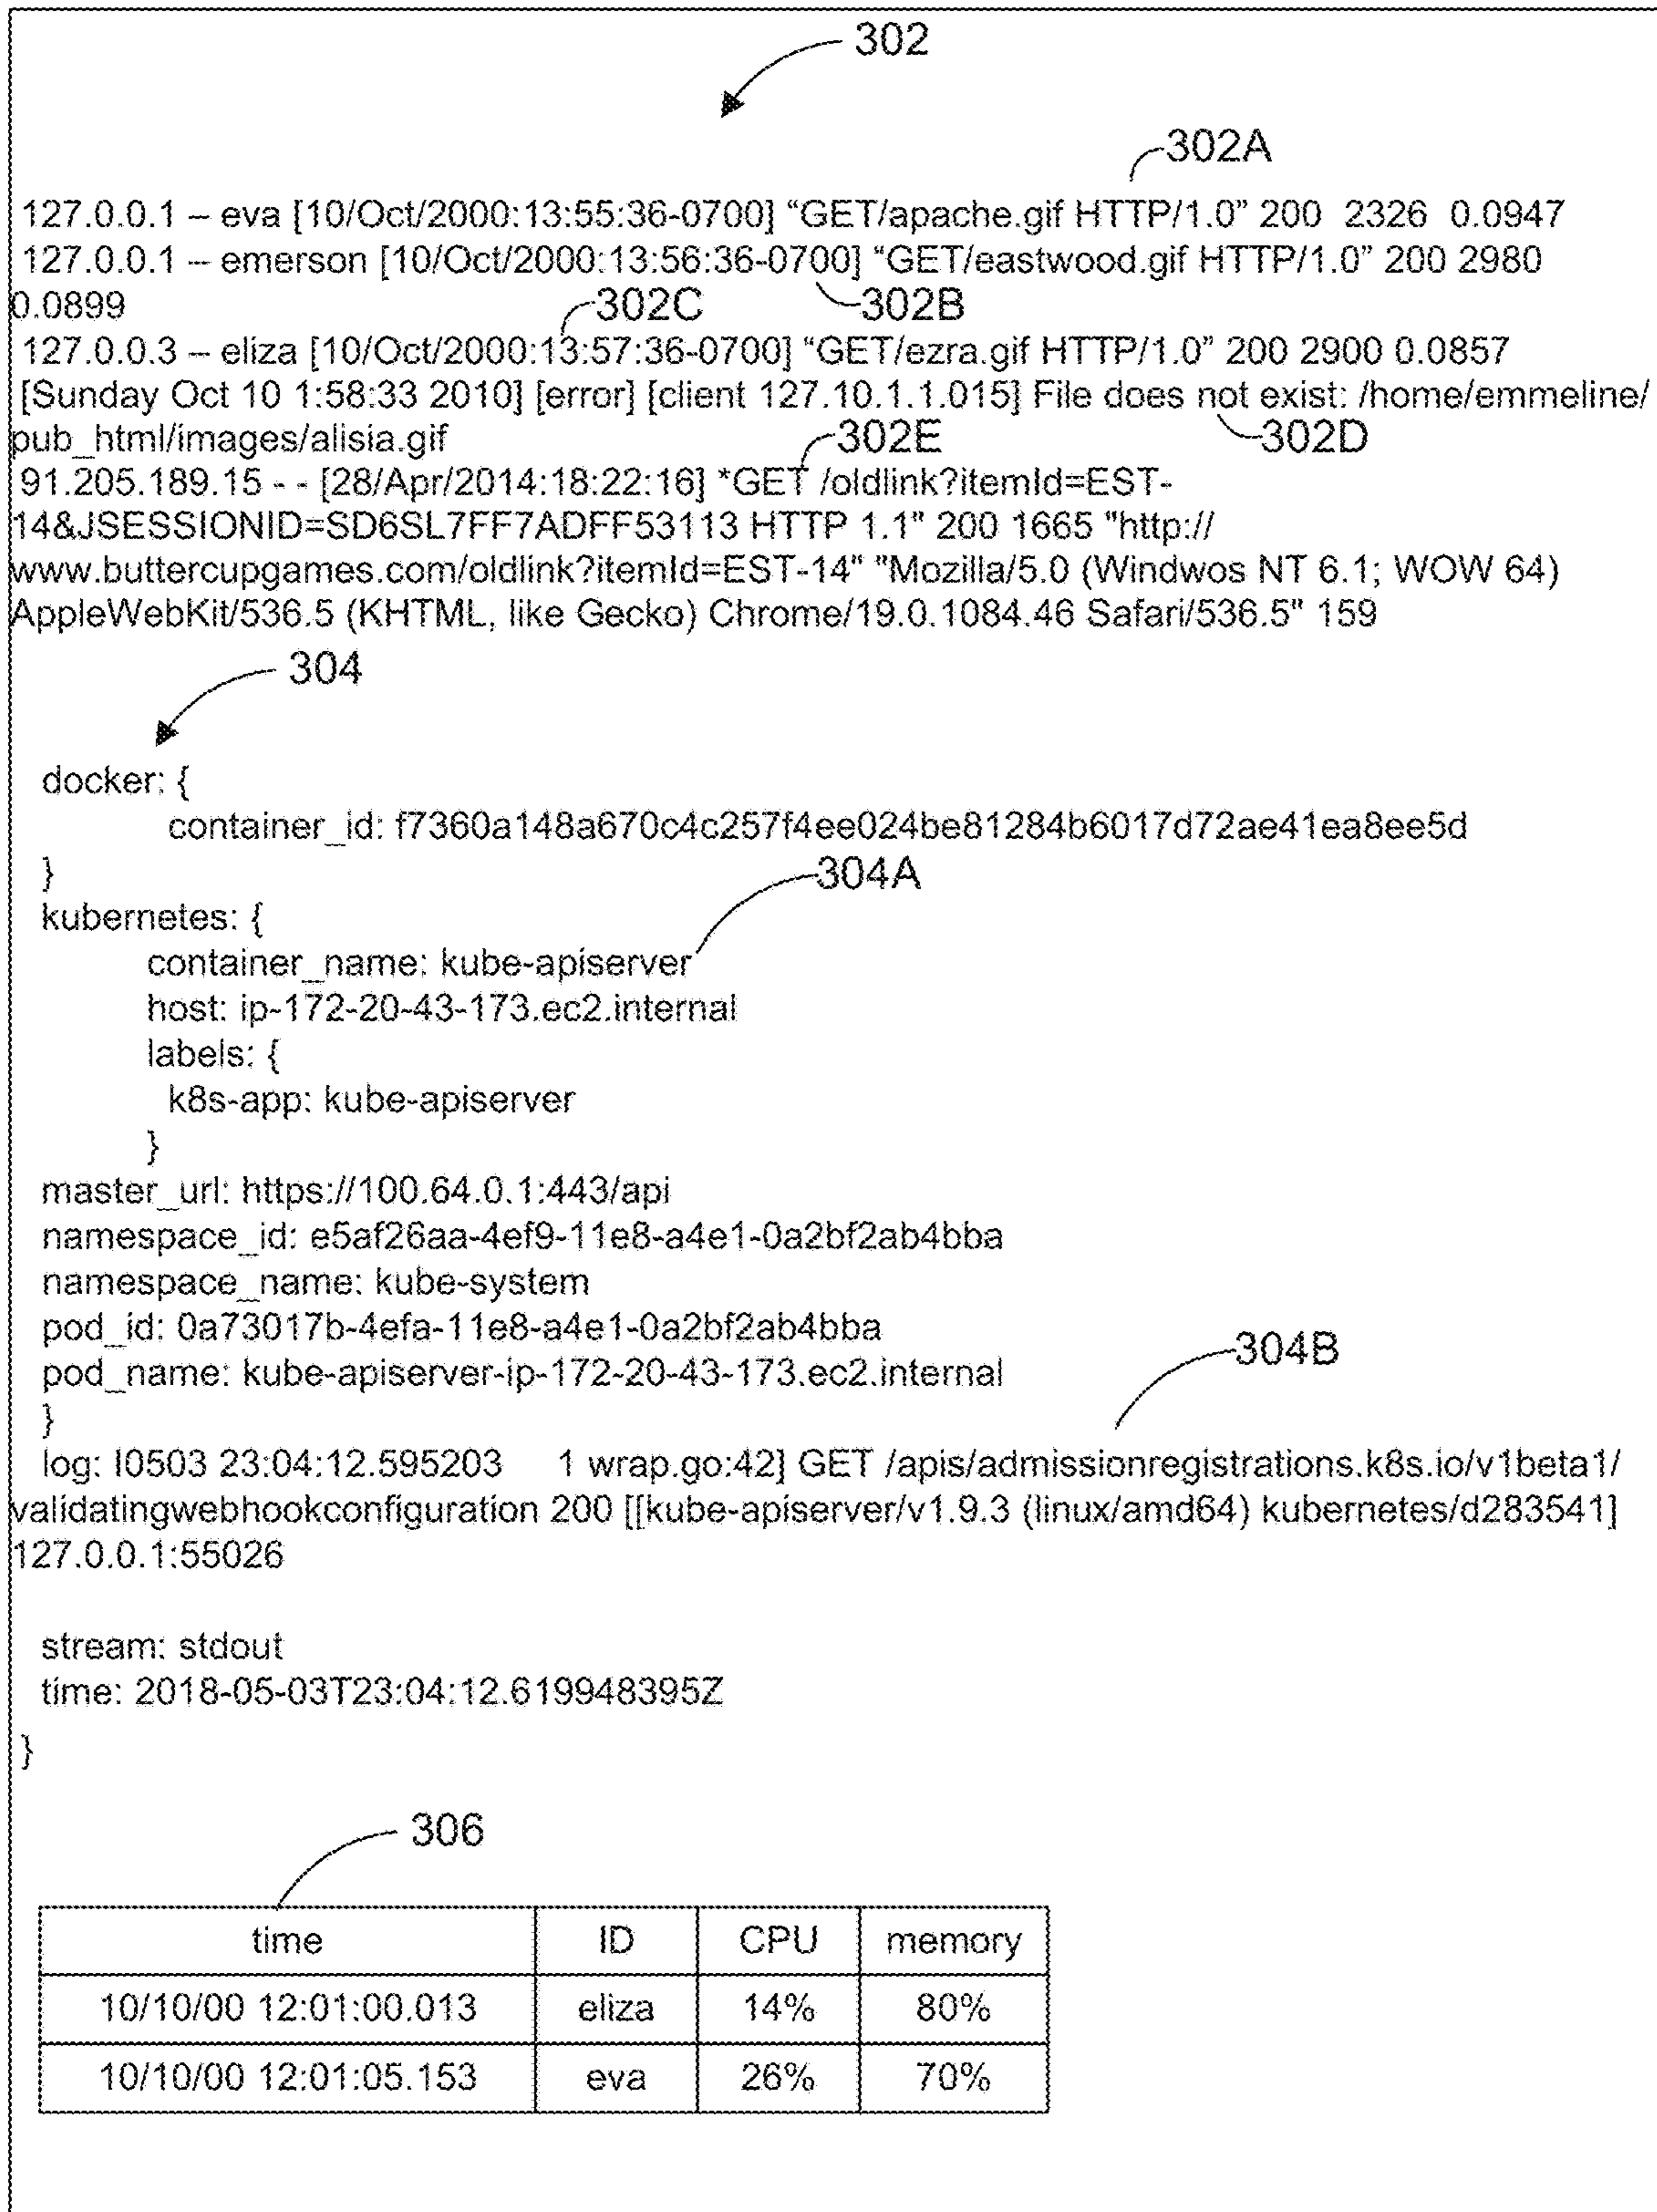 302
302A
127.0.0.1 – eva [10/Oct/2000:13:55:36-0700] “GET/apache.gif HTTP/1.0” 200 2326 0.0947
127.0.0.1 – emerson [10/Oct/2000:13:56:36-0700] “GET/eastwood.gif HTTP/1.0” 200 2980
0.0899
302C
302B
127.0.0.3 – eliza [10/Oct/2000:13:57:36-0700] “GET/ezra.gif HTTP/1.0” 200 2900 0.0857
[Sunday Oct 10 1:58:33 2010] [error] [client 127.10.1.1.015] File does not exist: /home/emmeline/
pub_html/images/alisia.gif
302E
302D
91.205.189.15 - - [28/Apr/2014:18:22:16] *GET /oldlink?itemId=EST-
14&JSESSIONID=SD6SL7FF7ADFF53113 HTTP 1.1" 200 1665 "http://
www.buttercupgames.com/oldlink?itemId=EST-14" "Mozilla/5.0 (Windwos NT 6.1; WOW 64)
AppleWebKit/536.5 (KHTML, like Gecko) Chrome/19.0.1084.46 Safari/536.5" 159
304
docker: {
container_id: f7360a148a670c4c257f4ee024be81284b6017d72ae41ea8ee5d
}
304A
kubernetes: {
container_name: kube-apiserver
host: ip-172-20-43-173.ec2.internal
labels: {
k8s-app: kube-apiserver
}
master_url: https://100.64.0.1:443/api
namespace_id: e5af26aa-4ef9-11e8-a4e1-0a2bf2ab4bba
namespace_name: kube-system
pod_id: 0a73017b-4efa-11e8-a4e1-0a2bf2ab4bba
304B
pod_name: kube-apiserver-ip-172-20-43-173.ec2.internal
}
log: I0503 23:04:12.595203 1 wrap.go:42] GET /apis/admissionregistrations.k8s.io/v1beta1/
validatingwebhookconfiguration 200 [[kube-apiserver/v1.9.3 (linux/amd64) kubernetes/d283541]
127.0.0.1:55026
stream: stdout
time: 2018-05-03T23:04:12.619948395Z
}
306
time ID CPU memory
10/10/00 12:01:00.013 eliza 14% 80%
10/10/00 12:01:05.153 eva 26% 70%